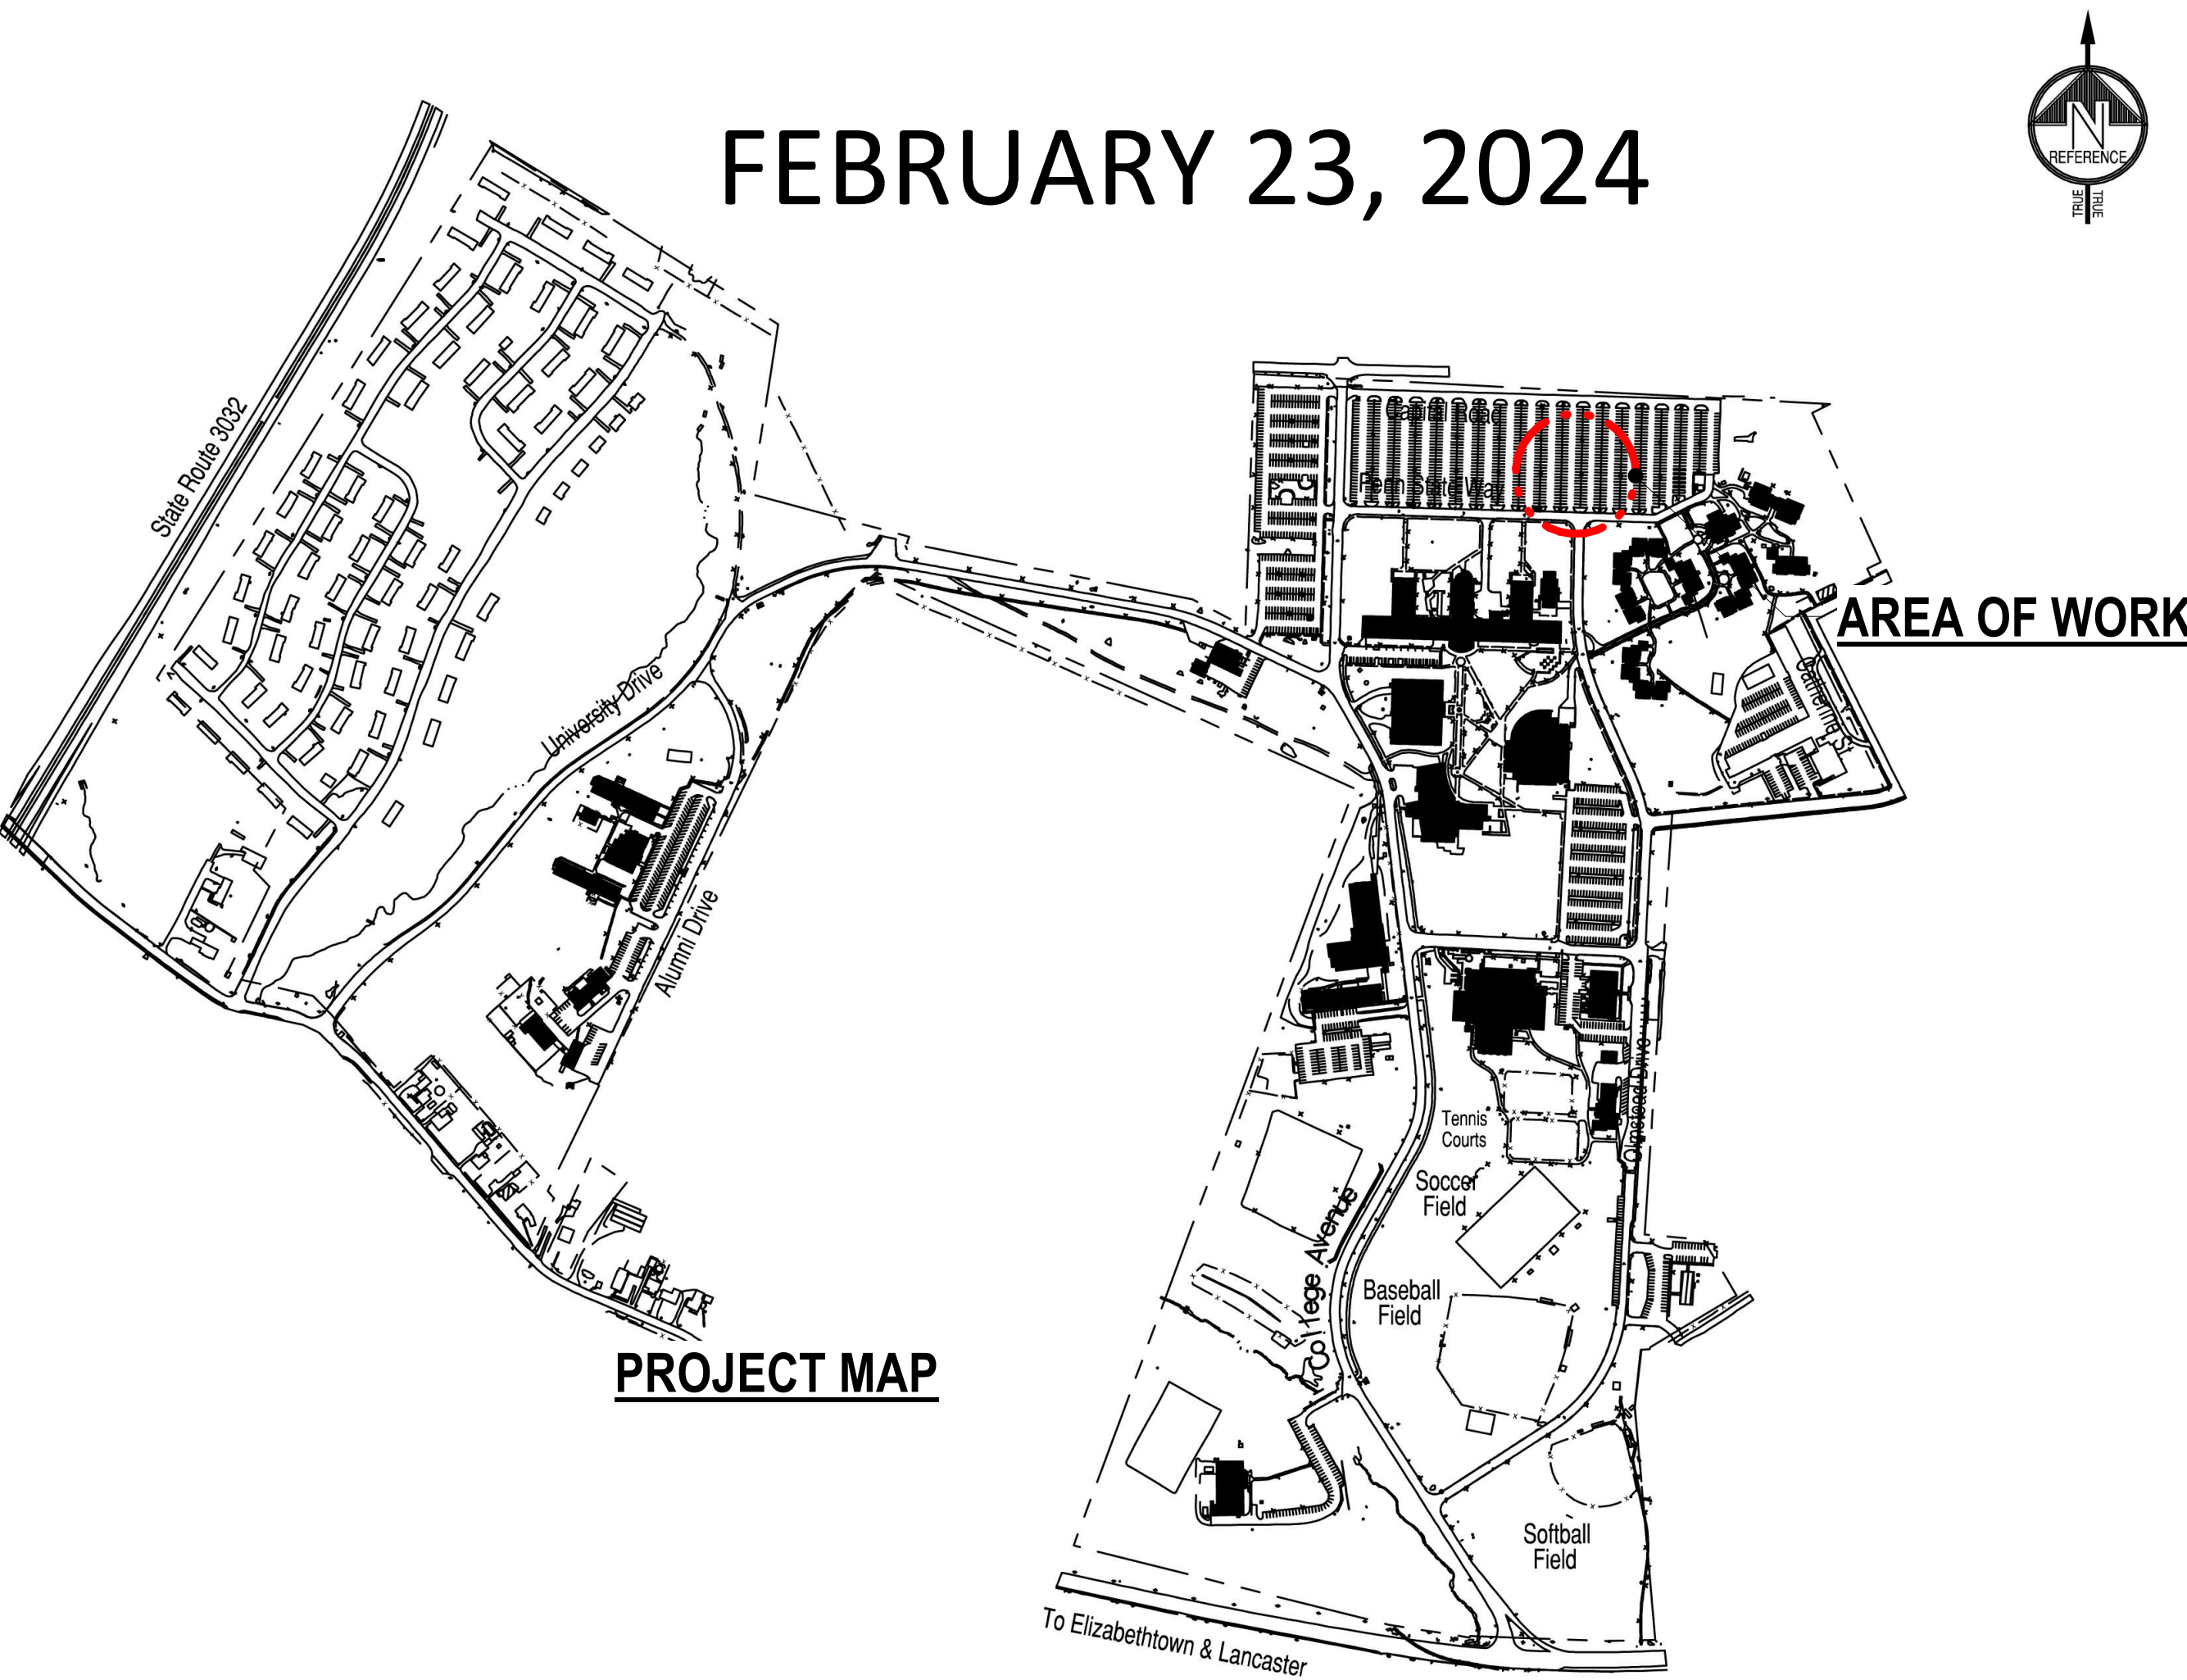 FEBRUARY 23, 2024
N
REFERENCE
TRUE
TRUE
State Route 3032
Capital Road
Penn State Way
AREA OF WORK
University Drive
Alumni Drive
Olmstead Drive
Tennis
Courts
Soccer
Field
College Avenue
Baseball
Field
PROJECT MAP
Softball
Field
To Elizabethtown & Lancaster